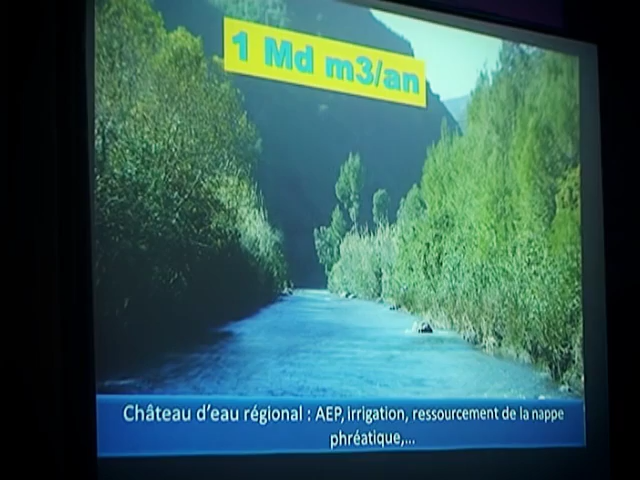 1 Md m3/an
Château d'eau régional : AEP, irrigation, ressourcement de la nappe
phréatique,...